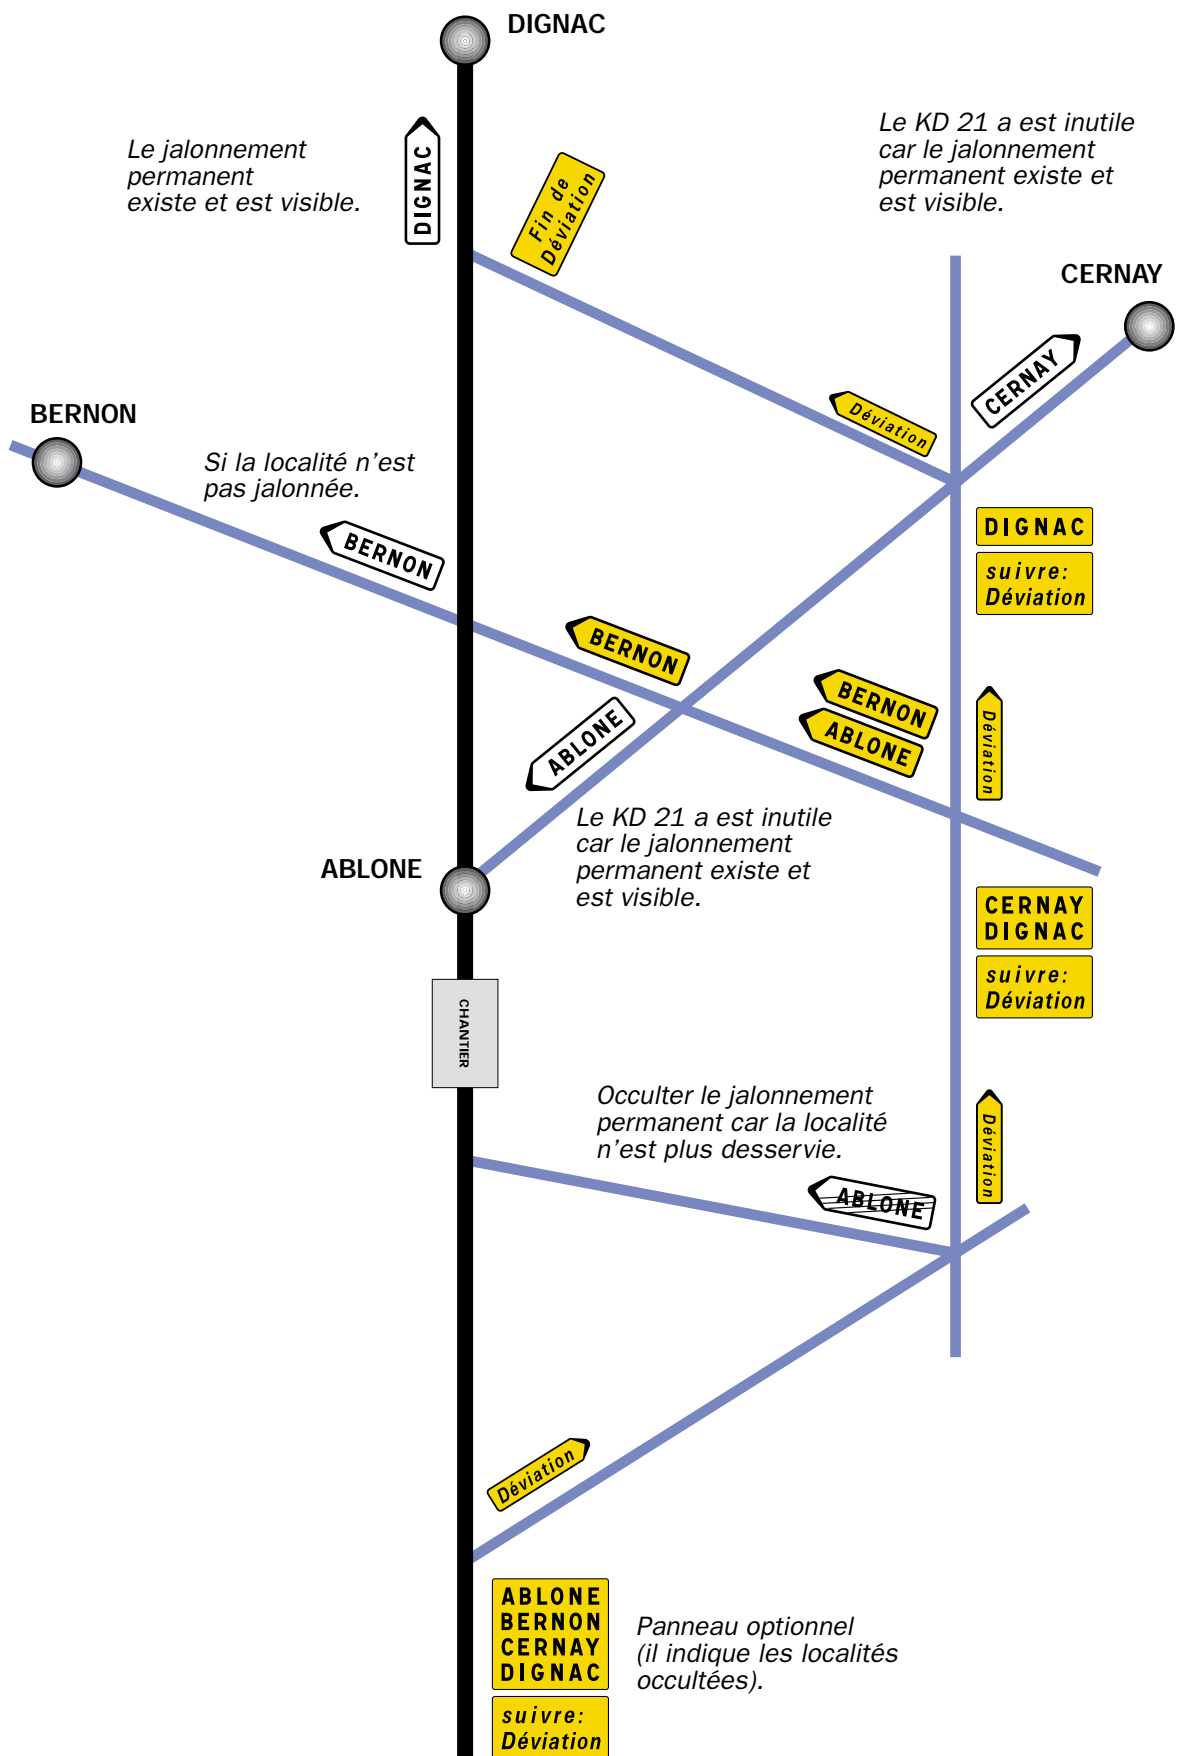 DIGNAC
Le jalonnement
permanent
existe et est visible.
DIGNAC
Fin de
Déviation
Le KD 21 a est inutile
car le jalonnement
permanent existe et
est visible.
CERNAY
CERNAY
Déviation
BERNON
Si la localité n'est
pas jalonnée.
BERNON
DIGNAC
suivre:
Déviation
BERNON
BERNON
ABLONE
Déviation
ABLONE
Le KD 21 a est inutile
car le jalonnement
permanent existe et
est visible.
ABLONE
CERNAY
DIGNAC
suivre:
Déviation
CHANTIER
Occulter le jalonnement
permanent car la localité
n'est plus desservie.
ABLONE
Déviation
Déviation
ABLONE
BERNON
CERNAY
DIGNAC
suivre:
Déviation
Panneau optionnel
(il indique les localités
occultées).